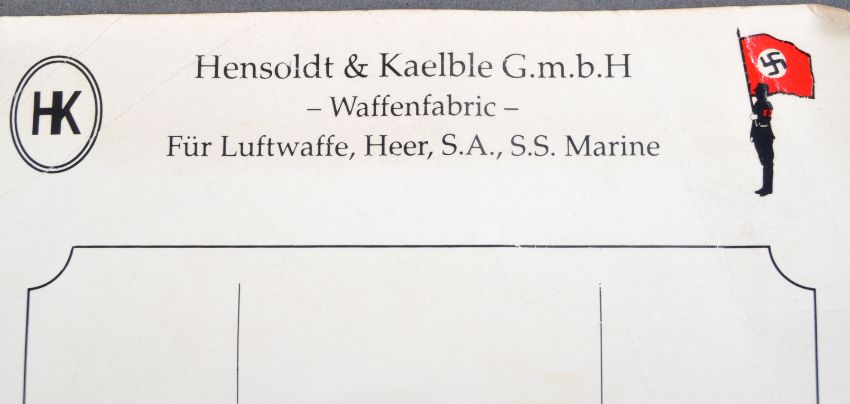 HK
Hensoldt & Kaelble G.m.b.H
– Waffenfabric –
Für Luftwaffe, Heer, S.A., S.S. Marine